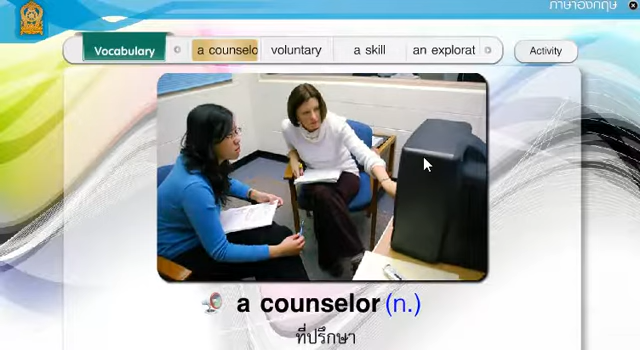 ภาษาอังกฤษ
Vocabulary
a counselo
voluntary
a skill
an explorat
Activity
a counselor (n.)
ที่ปรึกษา